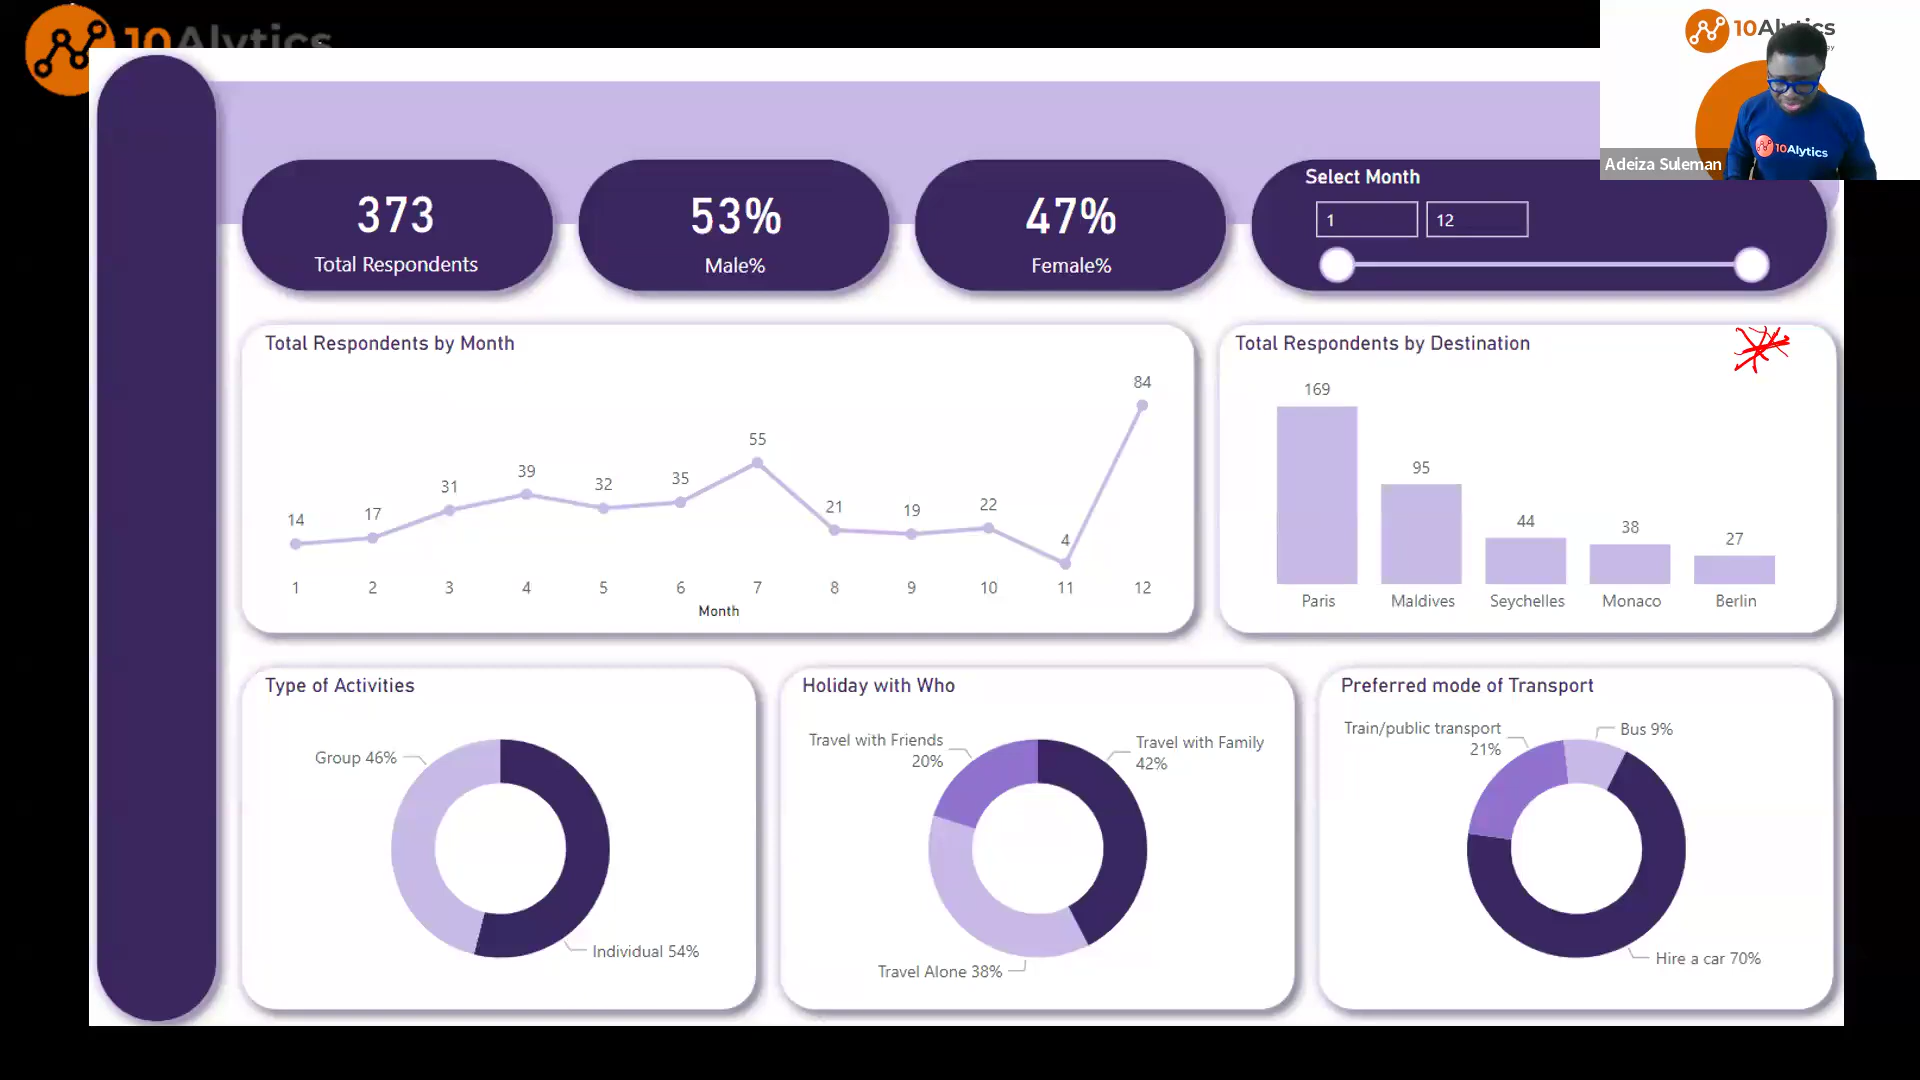 10Alytics
10Alytics
Adeiza Suleman
10Alytics
373
Total Respondents
53%
Male%
47%
Female%
Select Month
1
12
Total Respondents by Month
14
17
31
39
32
35
55
21
19
22
4
84
1
2
3
4
5
6
7
8
9
10
11
12
Month
Total Respondents by Destination
169
95
44
38
27
Paris
Maldives
Seychelles
Monaco
Berlin
Type of Activities
Group 46%
Individual 54%
Holiday with Who
Travel with Friends
20%
Travel with Family
42%
Travel Alone 38%
Preferred mode of Transport
Train/public transport
21%
Bus 9%
Hire a car 70%